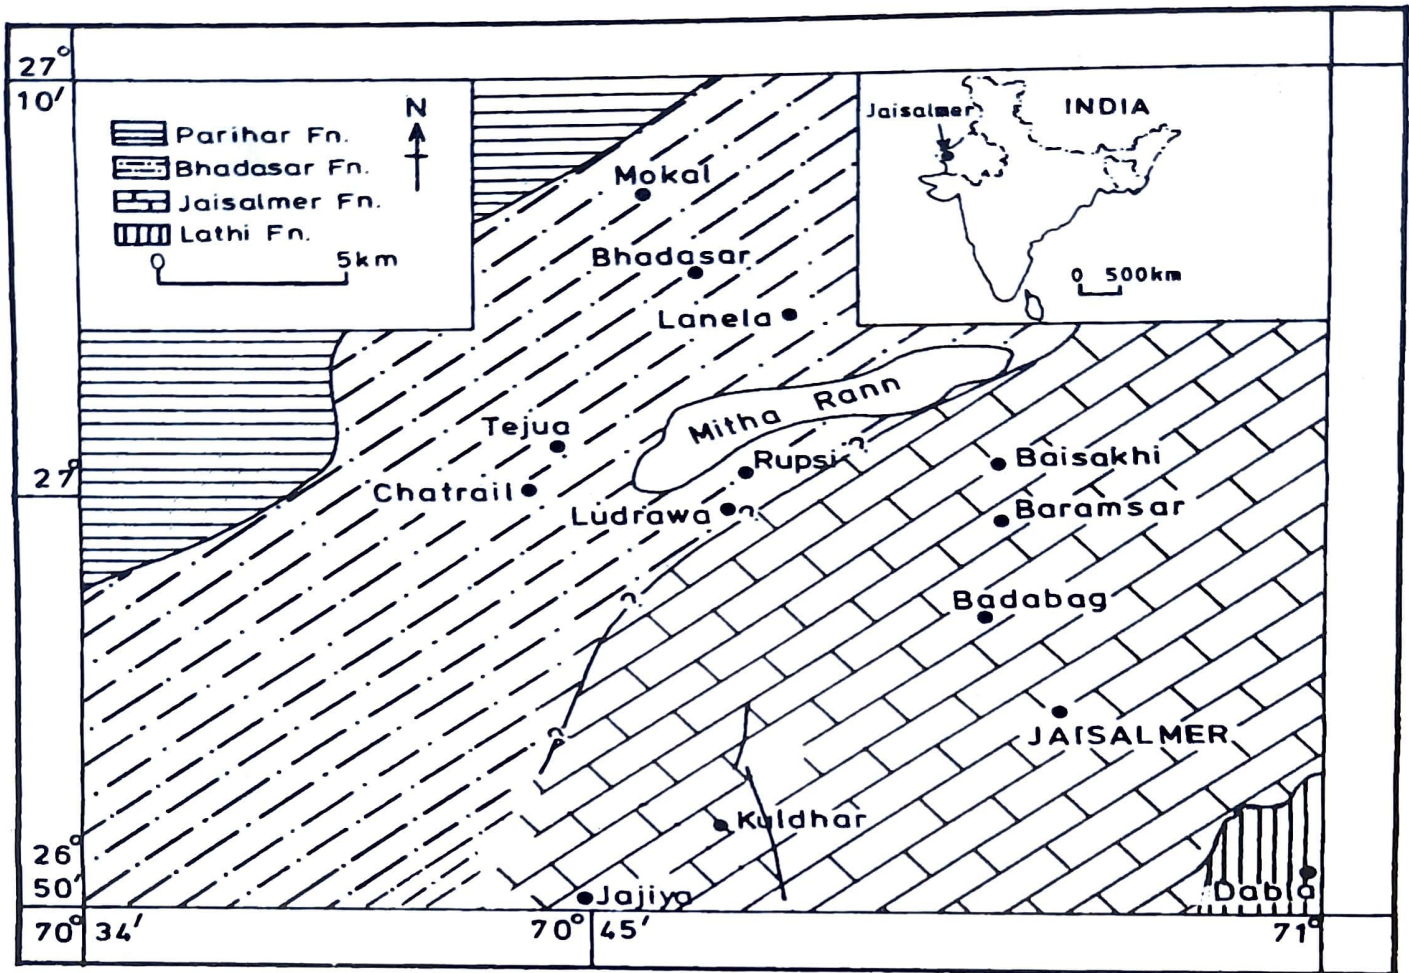 27°
10'
N
Parihar Fn.
Bhadasar Fn.
Jaisalmer Fn.
Lathi Fn.
0 5km
Jaisalmer
INDIA
0 500km
Mokal
Bhadasar
Lanela
Mitha Rann
Tejua
Rupsi ?
Baisakhi
27°
Chatrail
Ludrawa ?
Baramsar
?
Badabag
?
JAISALMER
Kuldhar
26°
50'
Jajiya
Dabla
70° 34'
70° 45'
71°